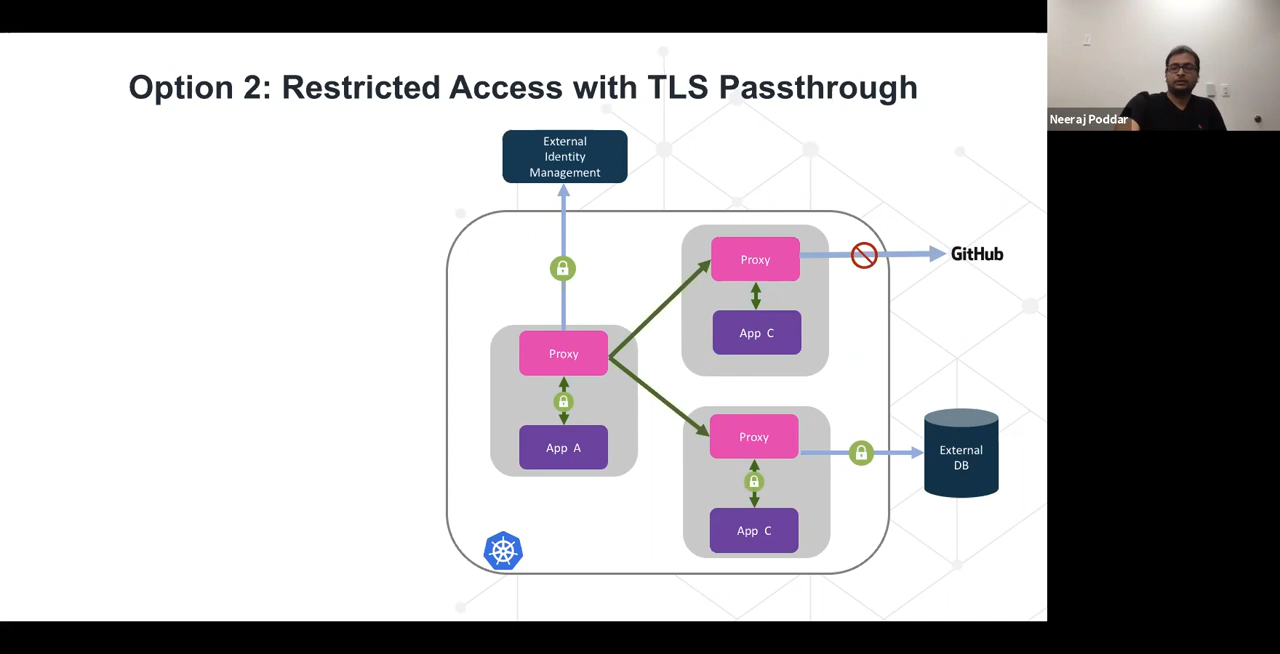 Option 2: Restricted Access with TLS Passthrough
Neeraj Poddar
External
Identity
Management
Proxy
GitHub
App C
Proxy
App A
Proxy
External
DB
App C